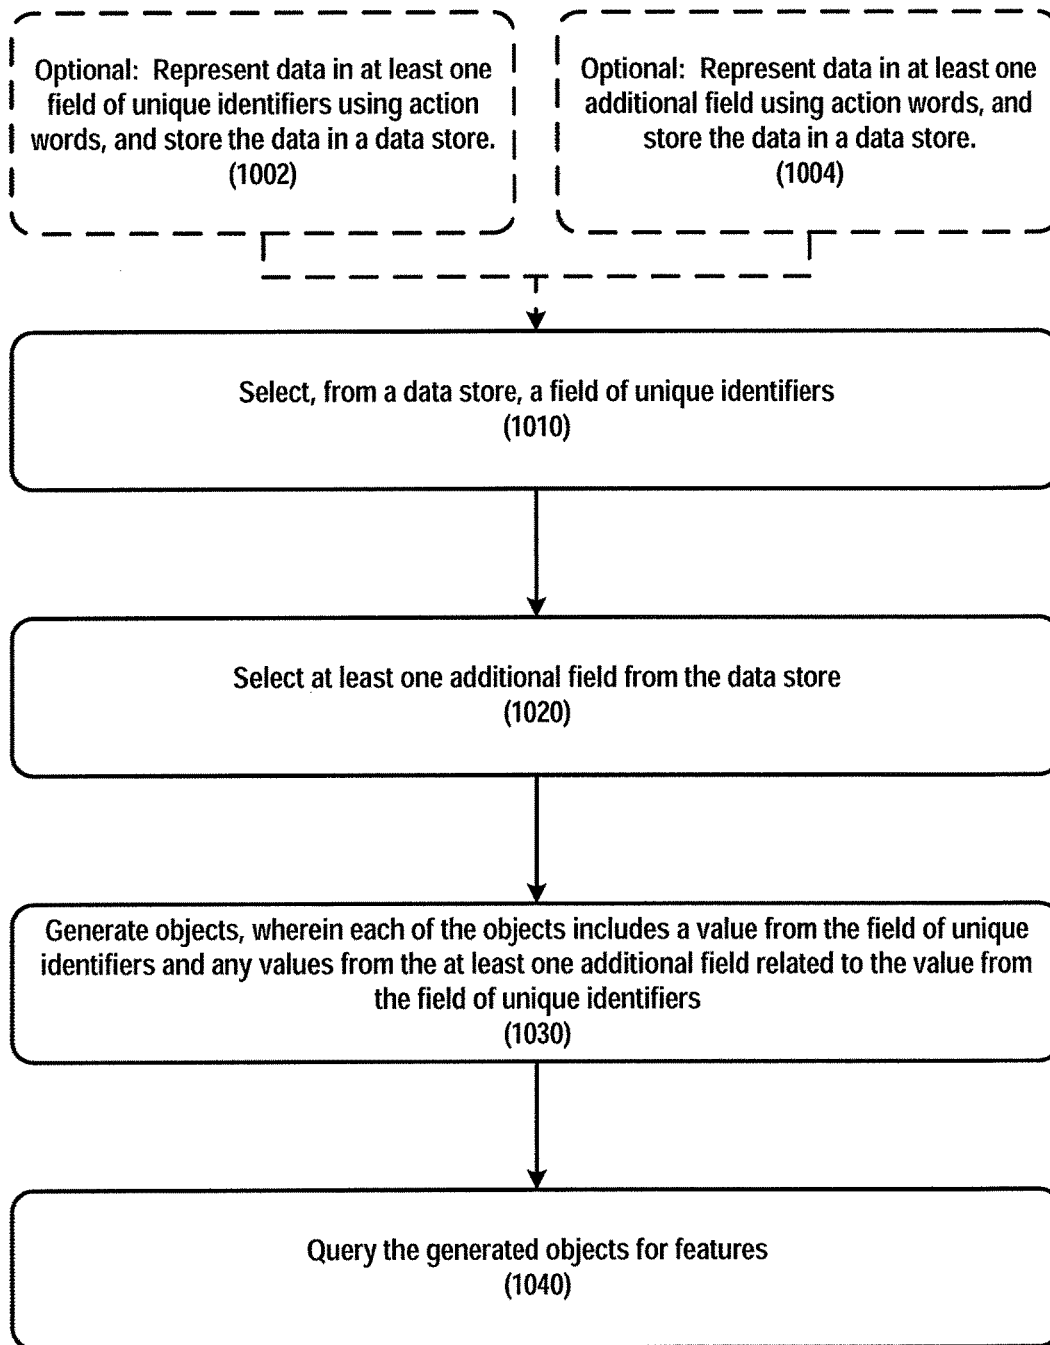 Optional: Represent data in at least one
field of unique identifiers using action
words, and store the data in a data store.
(1002)
Optional: Represent data in at least one
additional field using action words, and
store the data in a data store.
(1004)
Select, from a data store, a field of unique identifiers
(1010)
Select at least one additional field from the data store
(1020)
Generate objects, wherein each of the objects includes a value from the field of unique
identifiers and any values from the at least one additional field related to the value from
the field of unique identifiers
(1030)
Query the generated objects for features
(1040)